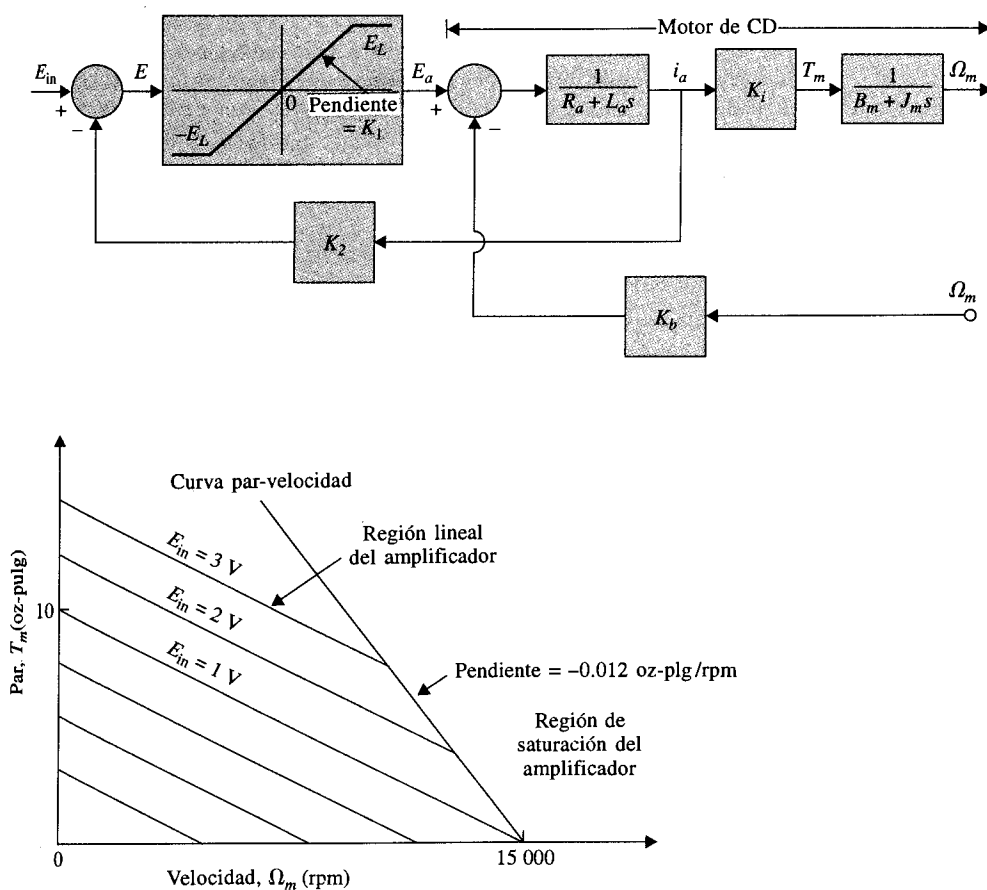 Motor de CD
E_in
+
−
E
E_L
0
Pendiente
= K_1
−E_L
E_a
+
−
1
R_a + L_a s
i_a
K_i
T_m
1
B_m + J_m s
Ω_m
K_2
K_b
Ω_m
Par, T_m (oz-pulg)
Curva par-velocidad
Región lineal
del amplificador
E_in = 3 V
10
E_in = 2 V
E_in = 1 V
Pendiente = −0.012 oz-plg/rpm
Región de
saturación del
amplificador
0
15 000
Velocidad, Ω_m (rpm)